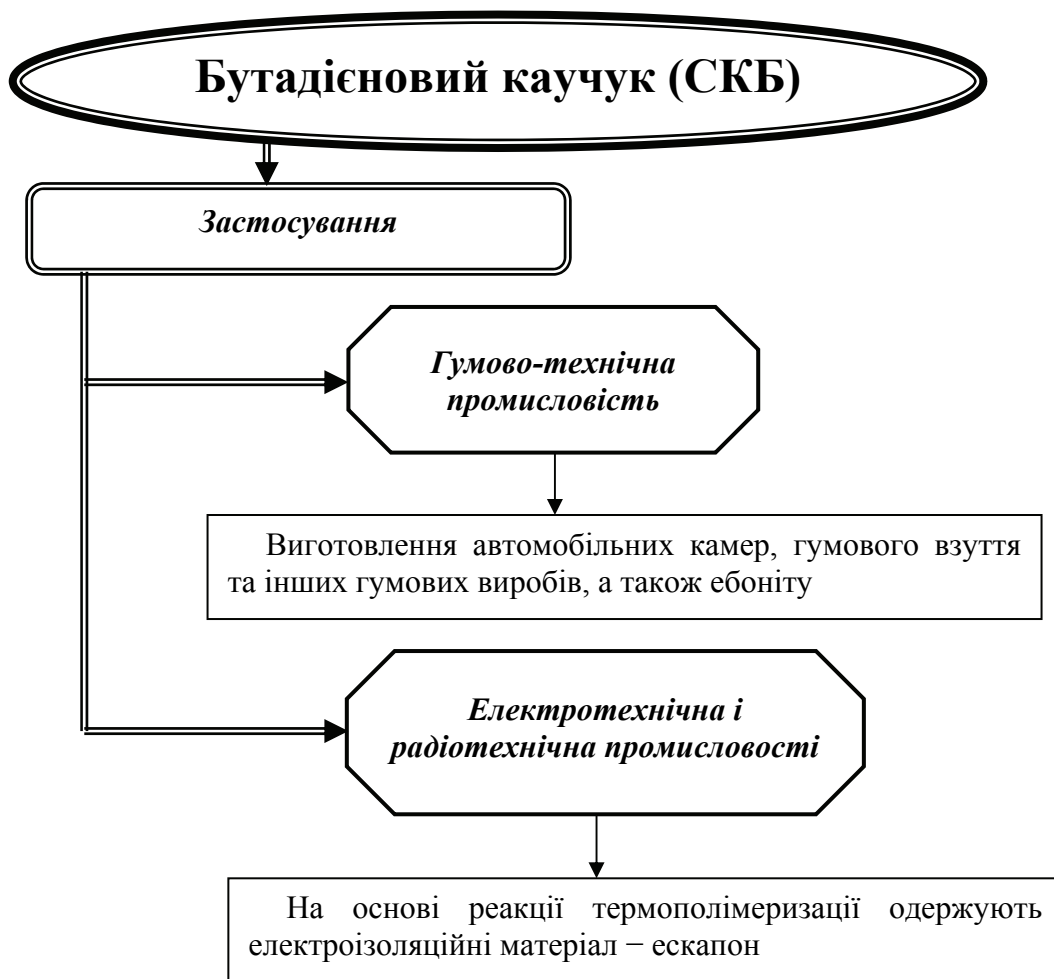 Бутадієновий каучук (СКБ)
Застосування
Гумово-технічна
промисловість
Виготовлення автомобільних камер, гумового взуття
та інших гумових виробів, а також ебоніту
Електротехнічна і
радіотехнічна промисловості
На основі реакції термополімеризації одержують
електроізоляційні матеріал − ескапон